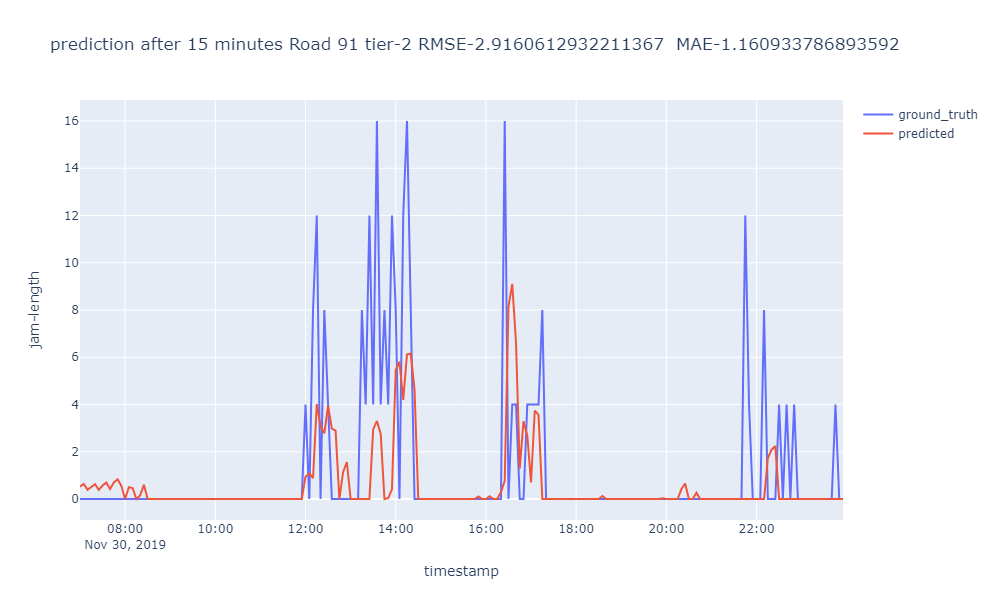 prediction after 15 minutes Road 91 tier-2 RMSE-2.9160612932211367  MAE-1.160933786893592
ground_truth
predicted
16
14
12
10
8
6
4
2
0
jam-length
08:00 10:00 12:00 14:00 16:00 18:00 20:00 22:00
Nov 30, 2019
timestamp